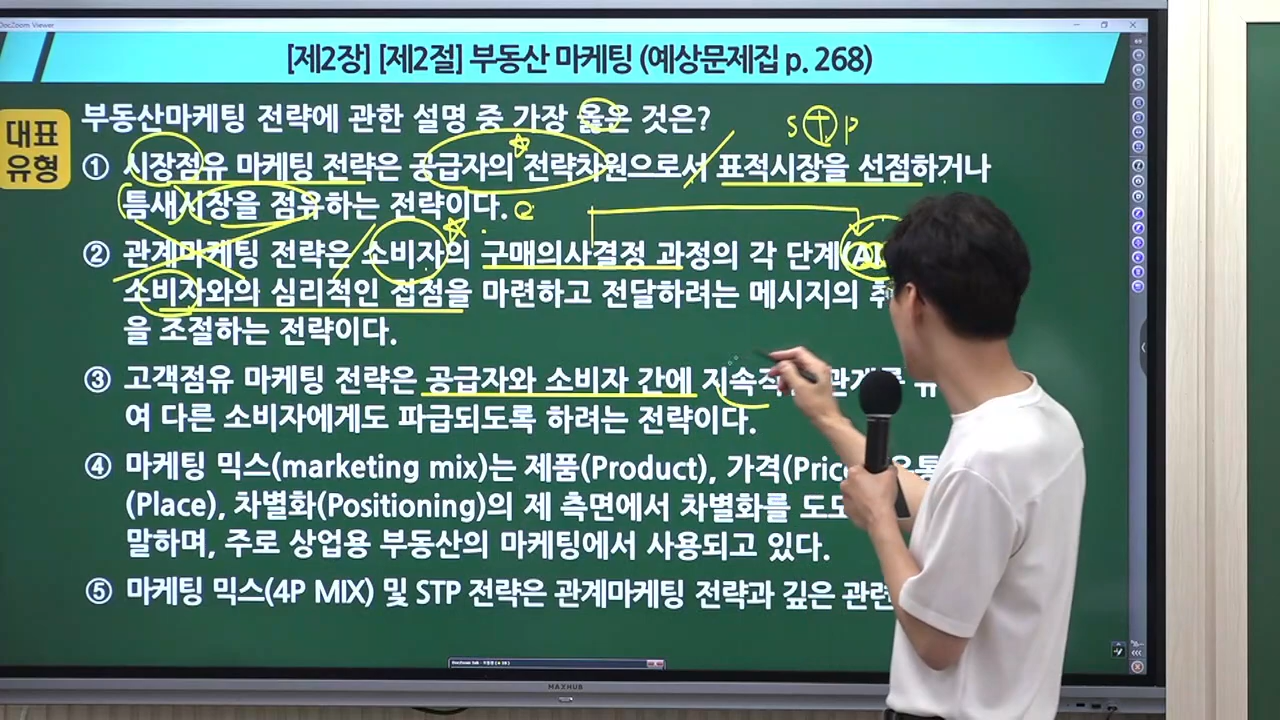 DocZoom Viewer
[제2장] [제2절] 부동산 마케팅 (예상문제집 p. 268)
대표
유형
부동산마케팅 전략에 관한 설명 중 가장 옳은 것은?
S T P
① 시장점유 마케팅 전략은 공급자의 전략차원으로서 표적시장을 선점하거나
틈새시장을 점유하는 전략이다.
② 관계마케팅 전략은 소비자의 구매의사결정 과정의 각 단계(
소비자와의 심리적인 접점을 마련하고 전달하려는 메시지의
을 조절하는 전략이다.
③ 고객점유 마케팅 전략은 공급자와 소비자 간에
여 다른 소비자에게도 파급되도록 하려는 전략이다.
④ 마케팅 믹스(marketing mix)는 제품(Product),
(Place), 차별화(Positioning)의 제 측면에서 차별화를
말하며, 주로 상업용 부동산의 마케팅에서 사용되고 있다.
⑤ 마케팅 믹스(4P MIX) 및 STP 전략은 관계마케팅 전략과 깊은 관련
MAXHUB